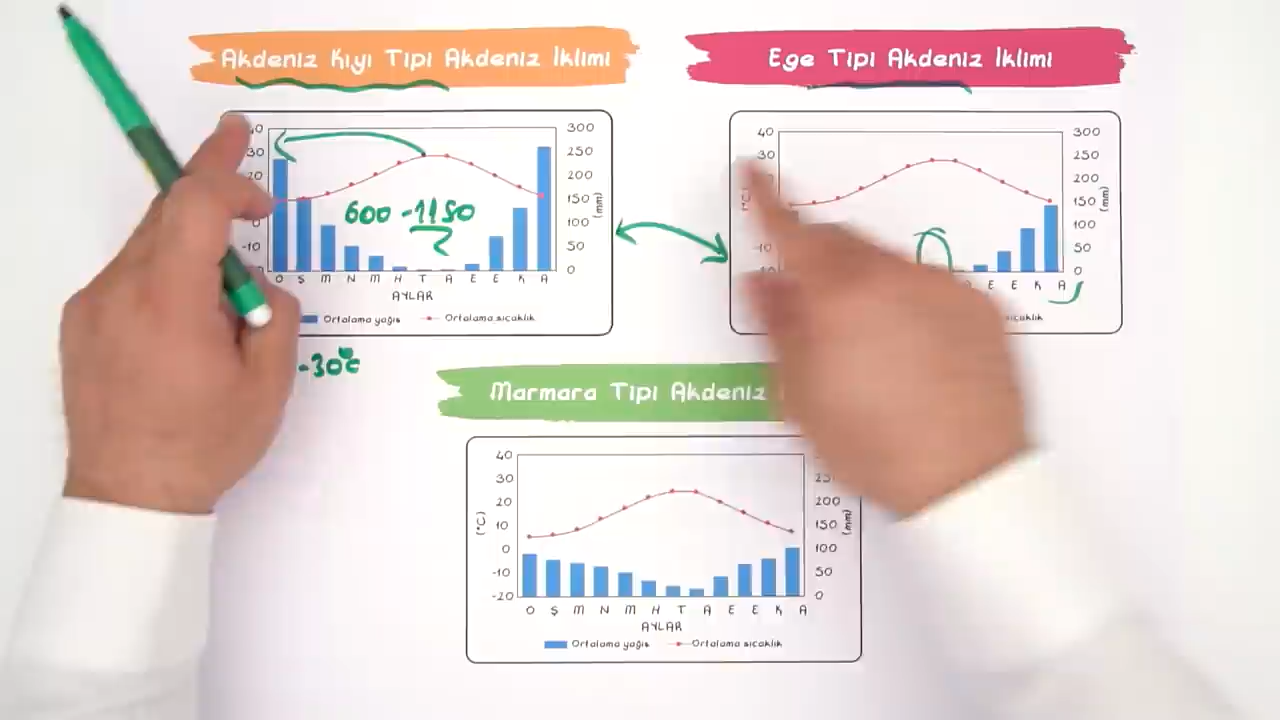 Akdeniz Kıyı Tipi Akdeniz İklimi
40
30
20
0
-10
300
250
200
150
100
50
0
(mm)
600 -1150
O Ş M N M H T A E E K A
AYLAR
Ortalama yağış
Ortalama sıcaklık
-30°C
Ege Tipi Akdeniz İklimi
40
30
300
250
200
150
100
50
0
(mm)
E E K A
sıcaklık
Marmara Tipi Akdeniz
40
30
20
10
0
-10
-20
(°C)
200
150
100
50
0
(mm)
O Ş M N M H T A E E K A
AYLAR
Ortalama yağış
Ortalama sıcaklık